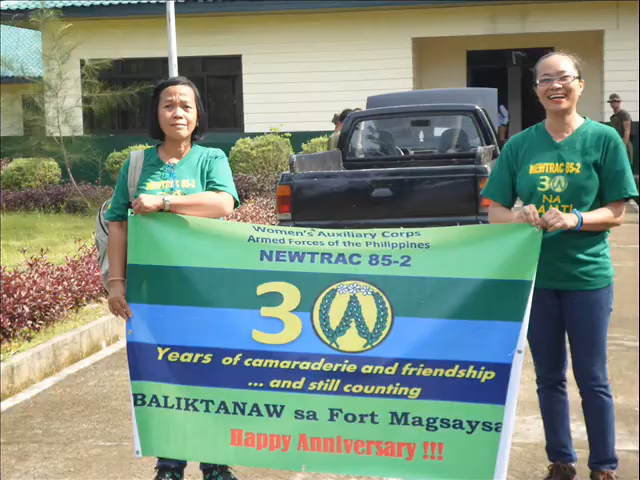 Women's Auxiliary Corps
Armed Forces of the Philippines
NEWTRAC 85-2
30
Years of camaraderie and friendship
... and still counting
BALIKTANAW sa Fort Magsaysa
Happy Anniversary !!!
NEWTRAC 85-2
30
NA